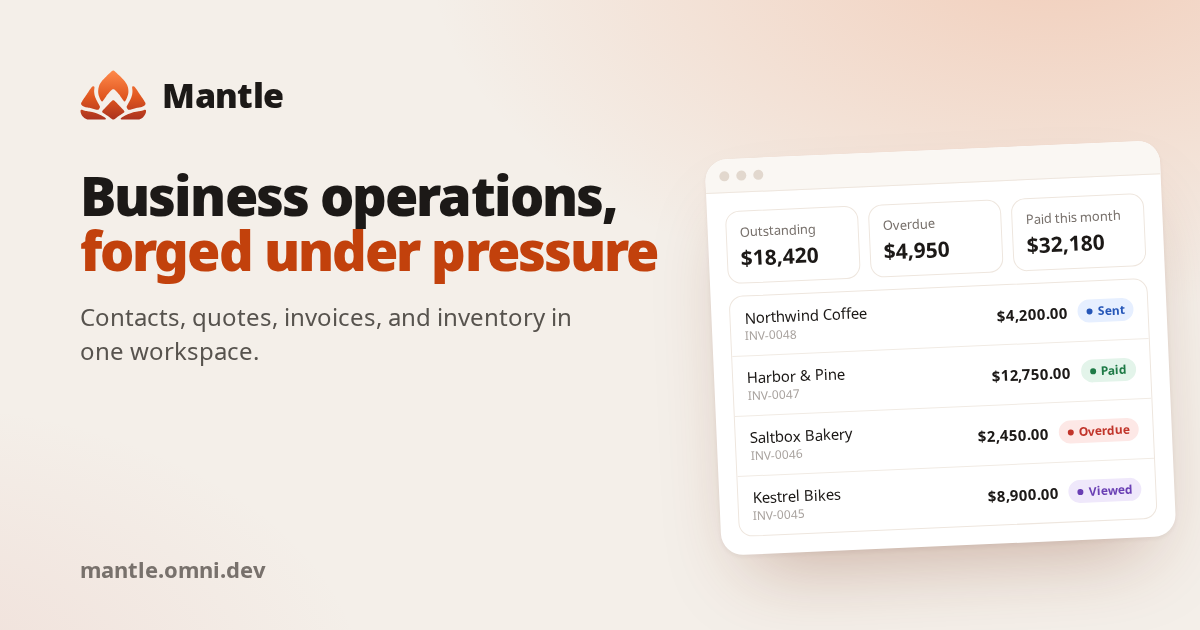 Mantle
Business operations,
forged under pressure
Contacts, quotes, invoices, and inventory in
one workspace.
mantle.omni.dev
Outstanding
$18,420
Overdue
$4,950
Paid this month
$32,180
Northwind Coffee
INV-0048
$4,200.00
Sent
Harbor & Pine
INV-0047
$12,750.00
Paid
Saltbox Bakery
INV-0046
$2,450.00
Overdue
Kestrel Bikes
INV-0045
$8,900.00
Viewed